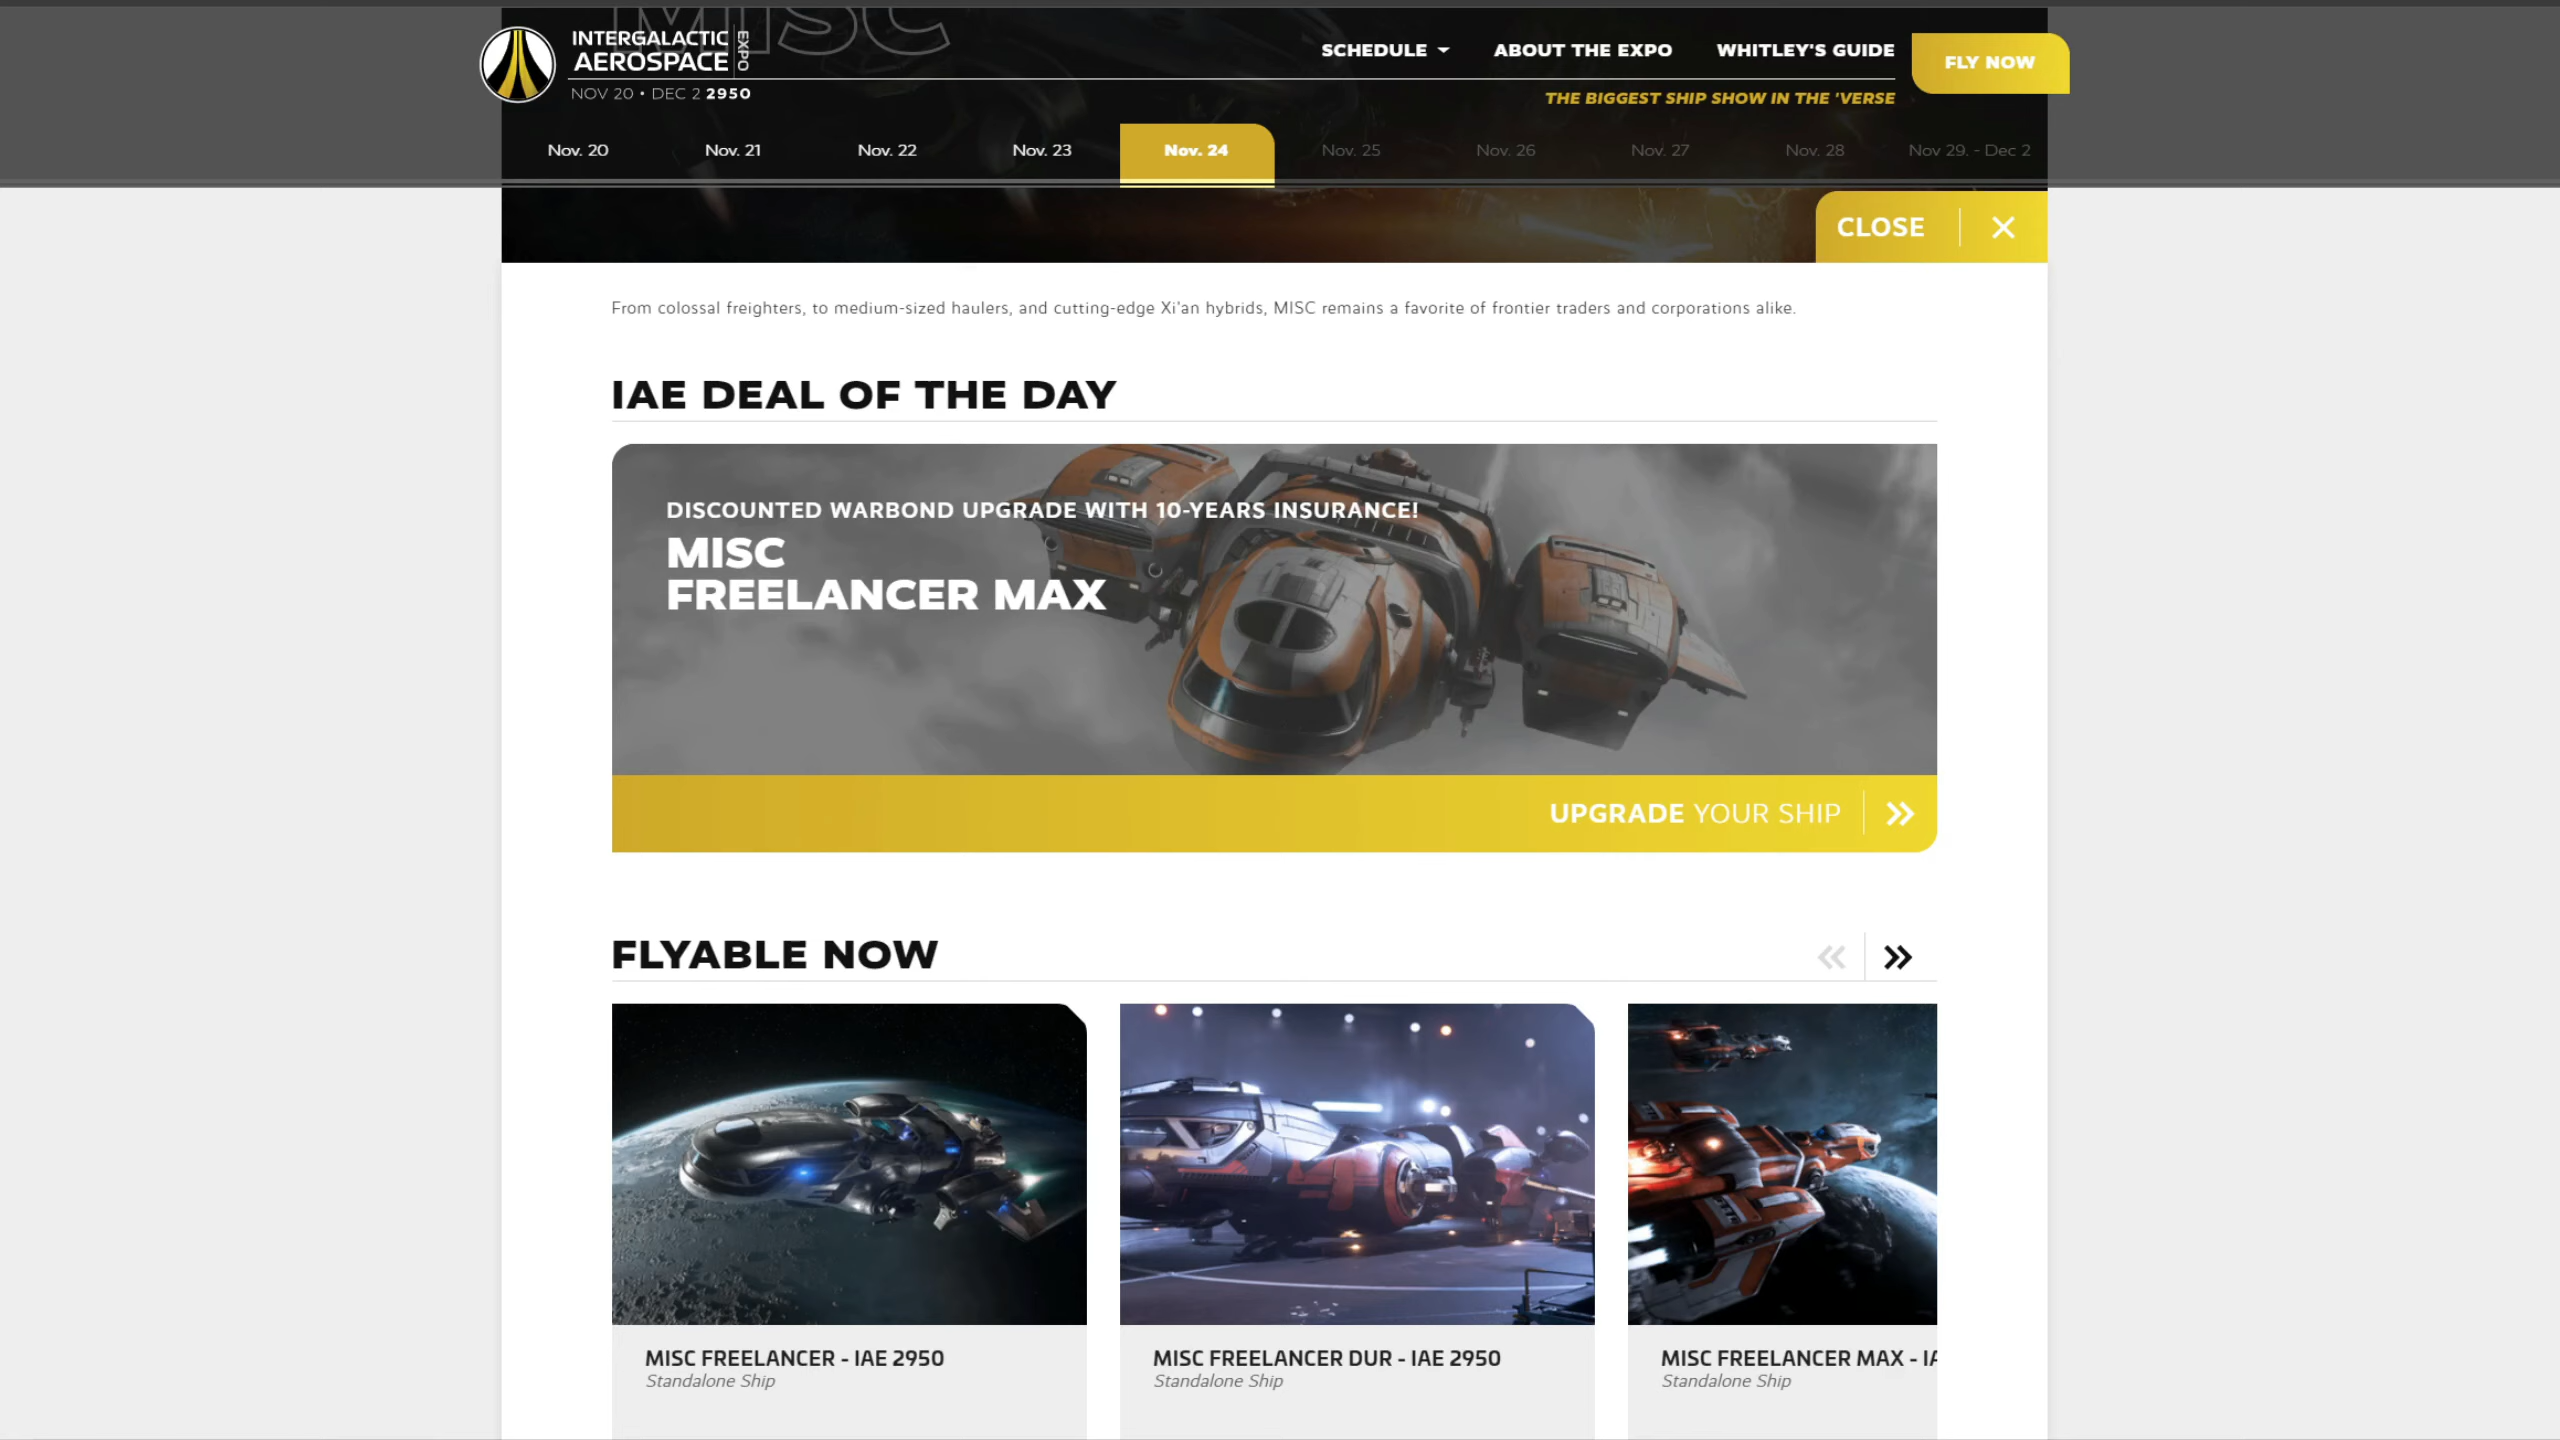 MISC
INTERGALACTIC
AEROSPACE
EXPO
NOV 20 • DEC 2 2950
SCHEDULE
ABOUT THE EXPO
WHITLEY'S GUIDE
FLY NOW
THE BIGGEST SHIP SHOW IN THE 'VERSE
Nov. 20
Nov. 21
Nov. 22
Nov. 23
Nov. 24
Nov. 25
Nov. 26
Nov. 27
Nov. 28
Nov 29. - Dec 2
CLOSE
From colossal freighters, to medium-sized haulers, and cutting-edge Xi'an hybrids, MISC remains a favorite of frontier traders and corporations alike.
IAE DEAL OF THE DAY
DISCOUNTED WARBOND UPGRADE WITH 10-YEARS INSURANCE!
MISC
FREELANCER MAX
UPGRADE YOUR SHIP
FLYABLE NOW
MISC FREELANCER - IAE 2950
Standalone Ship
MISC FREELANCER DUR - IAE 2950
Standalone Ship
MISC FREELANCER MAX - IA
Standalone Ship